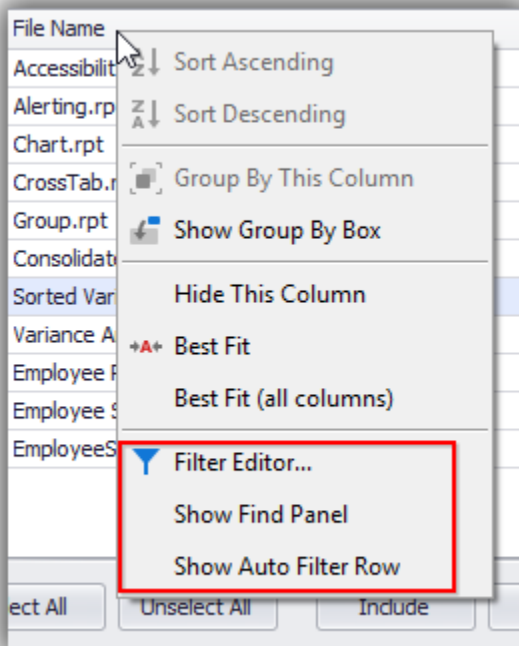 File Name
Accessibilit
Sort Ascending
Alerting.rp
Sort Descending
Chart.rpt
CrossTab.r
Group By This Column
Group.rpt
Show Group By Box
Consolidat
Sorted Var
Hide This Column
Variance A
Best Fit
Employee
Best Fit (all columns)
Employee
EmployeeS
Filter Editor...
Show Find Panel
Show Auto Filter Row
ect All
Unselect All
Include